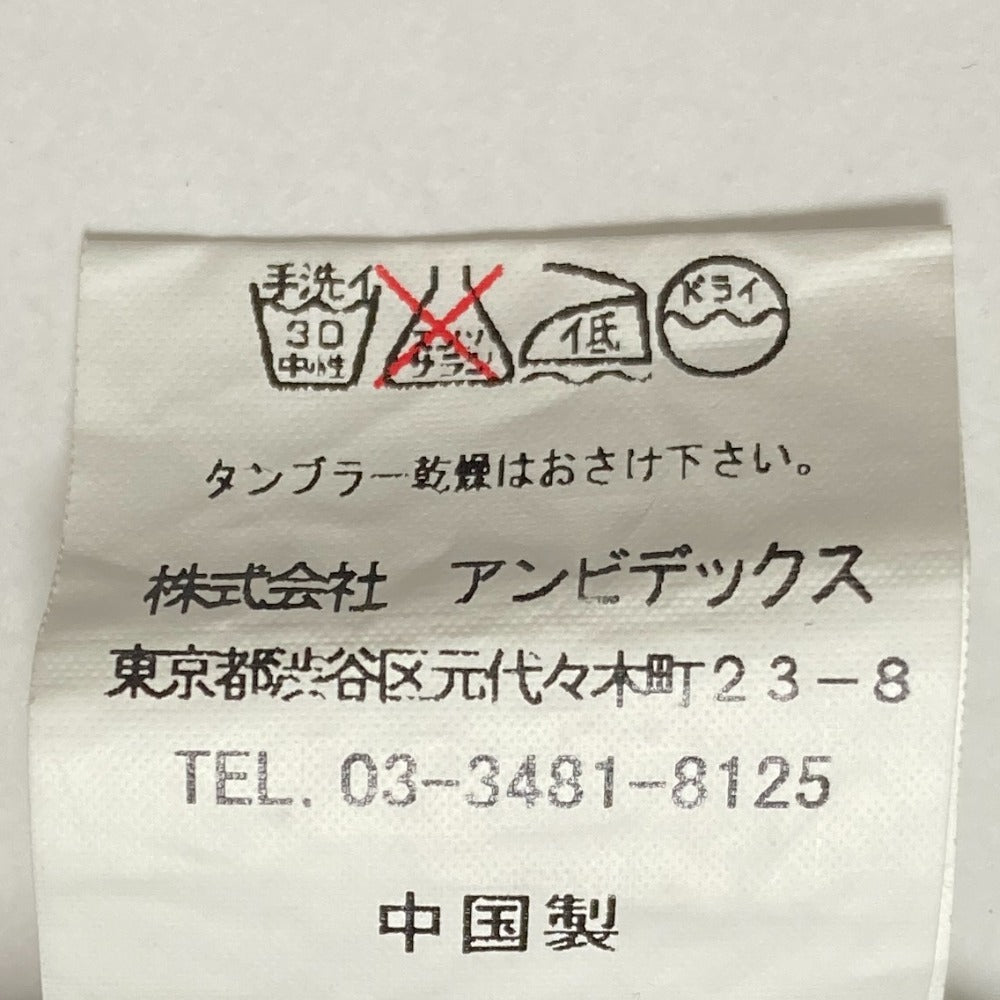 手洗イ
30
中性
エンソ
サラシ
低
ドライ
タンブラー乾燥はおさけ下さい。
株式会社 アンビデックス
東京都渋谷区元代々木町23-8
TEL. 03-3481-8125
中国製